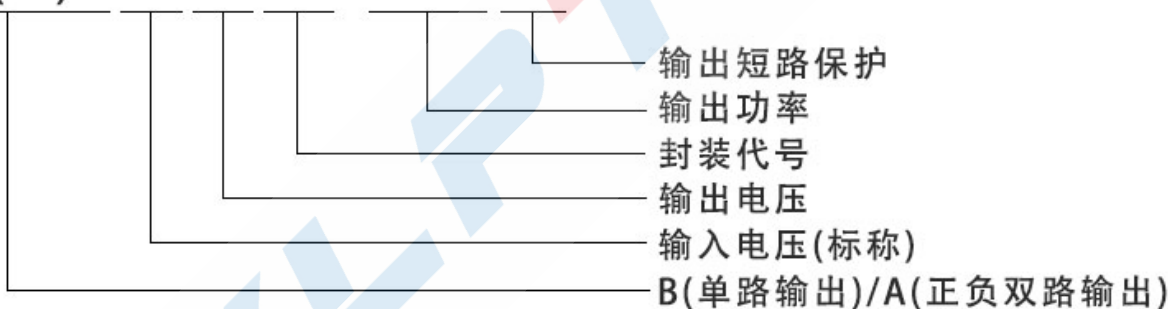 输出短路保护
输出功率
封装代号
输出电压
输入电压(标称)
B(单路输出)/A(正负双路输出)